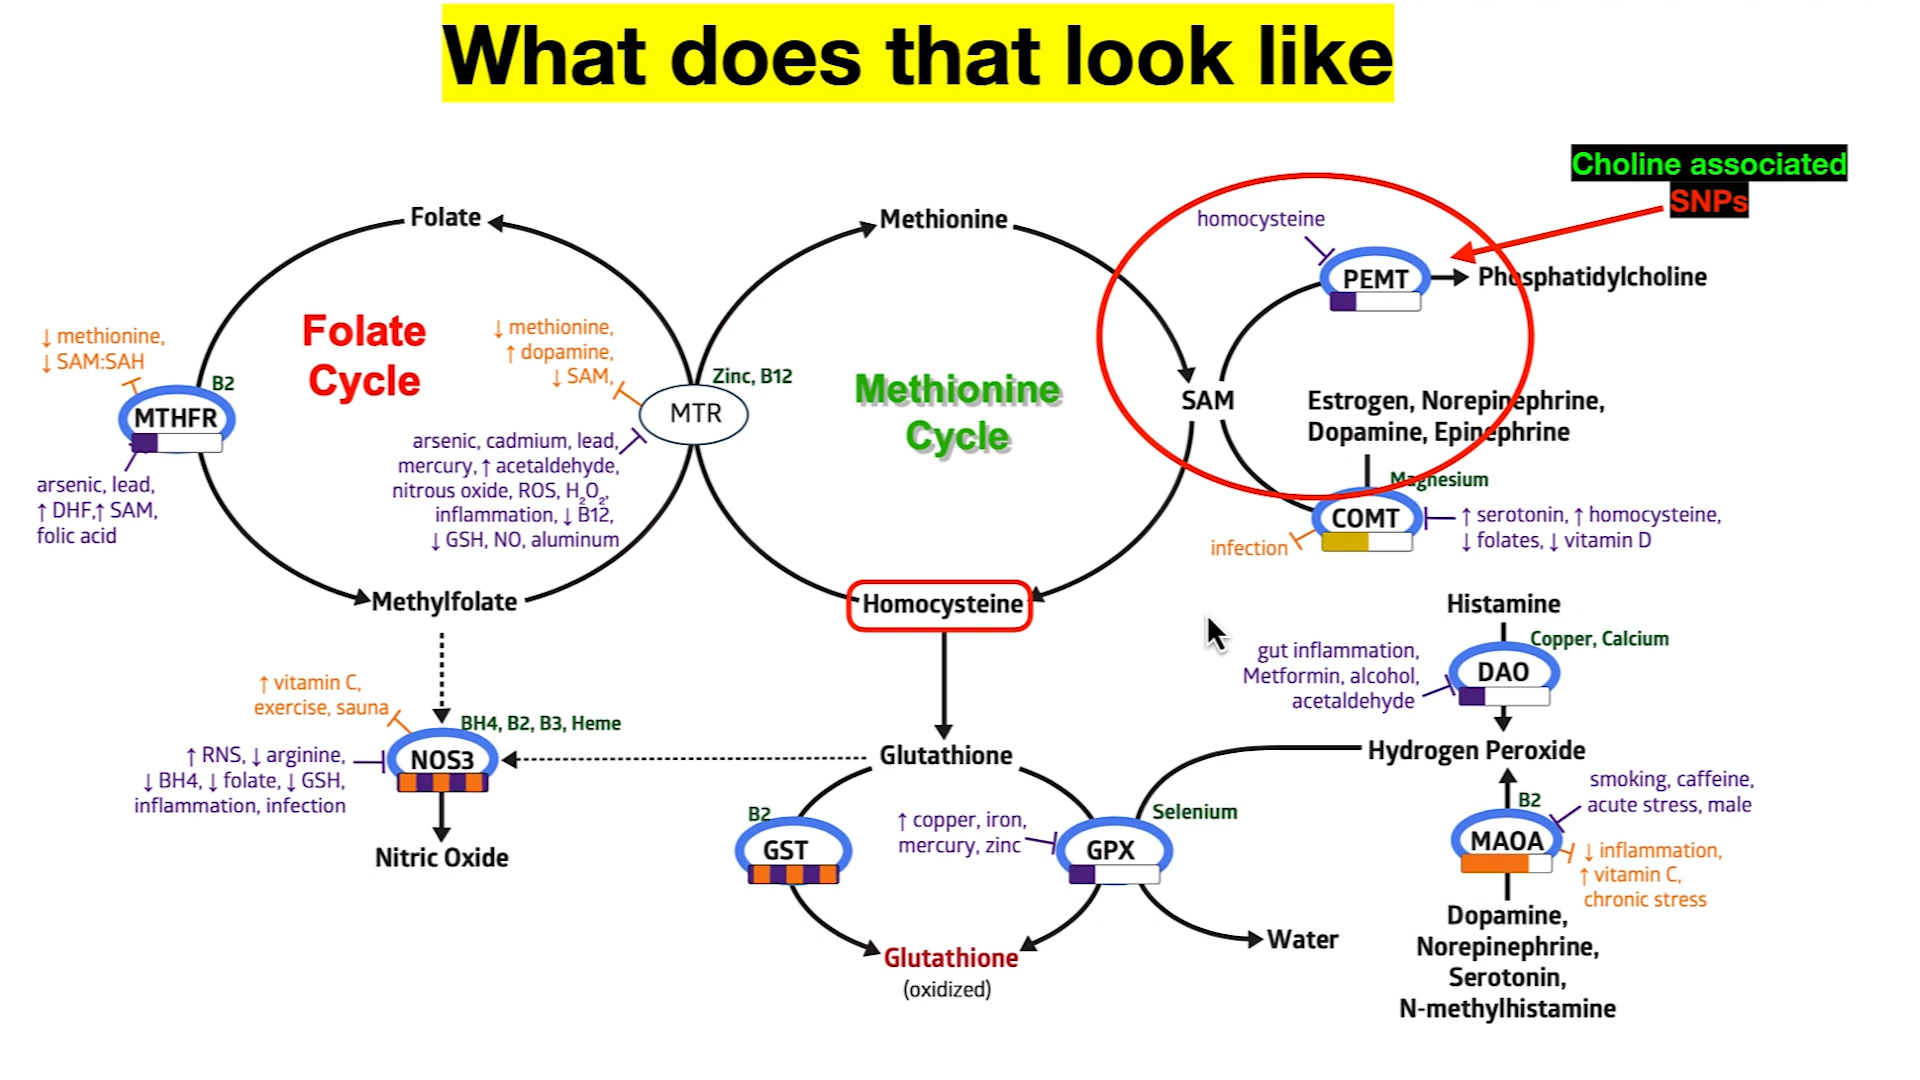 What does that look like
Choline associated
SNPs
Folate
Methionine
homocysteine
PEMT
Phosphatidylcholine
Folate
Cycle
↓ methionine,
↓ SAM:SAH
B2
MTHFR
arsenic, lead,
↑ DHF,↑ SAM,
folic acid
↓ methionine,
↑ dopamine,
↓ SAM,
Zinc, B12
MTR
arsenic, cadmium, lead,
mercury, ↑ acetaldehyde,
nitrous oxide, ROS, H₂O₂,
inflammation, ↓ B12,
↓ GSH, NO, aluminum
Methionine
Cycle
SAM
Estrogen, Norepinephrine,
Dopamine, Epinephrine
Magnesium
COMT
↑ serotonin, ↑ homocysteine,
↓ folates, ↓ vitamin D
infection
Methylfolate
Homocysteine
Histamine
Copper, Calcium
gut inflammation,
Metformin, alcohol,
acetaldehyde
DAO
↑ vitamin C,
exercise, sauna
BH4, B2, B3, Heme
↑ RNS, ↓ arginine,
↓ BH4, ↓ folate, ↓ GSH,
inflammation, infection
NOS3
Nitric Oxide
Glutathione
Hydrogen Peroxide
B2
GST
↑ copper, iron,
mercury, zinc
Selenium
GPX
smoking, caffeine,
acute stress, male
B2
MAOA
↓ inflammation,
↑ vitamin C,
chronic stress
Glutathione
(oxidized)
Water
Dopamine,
Norepinephrine,
Serotonin,
N-methylhistamine